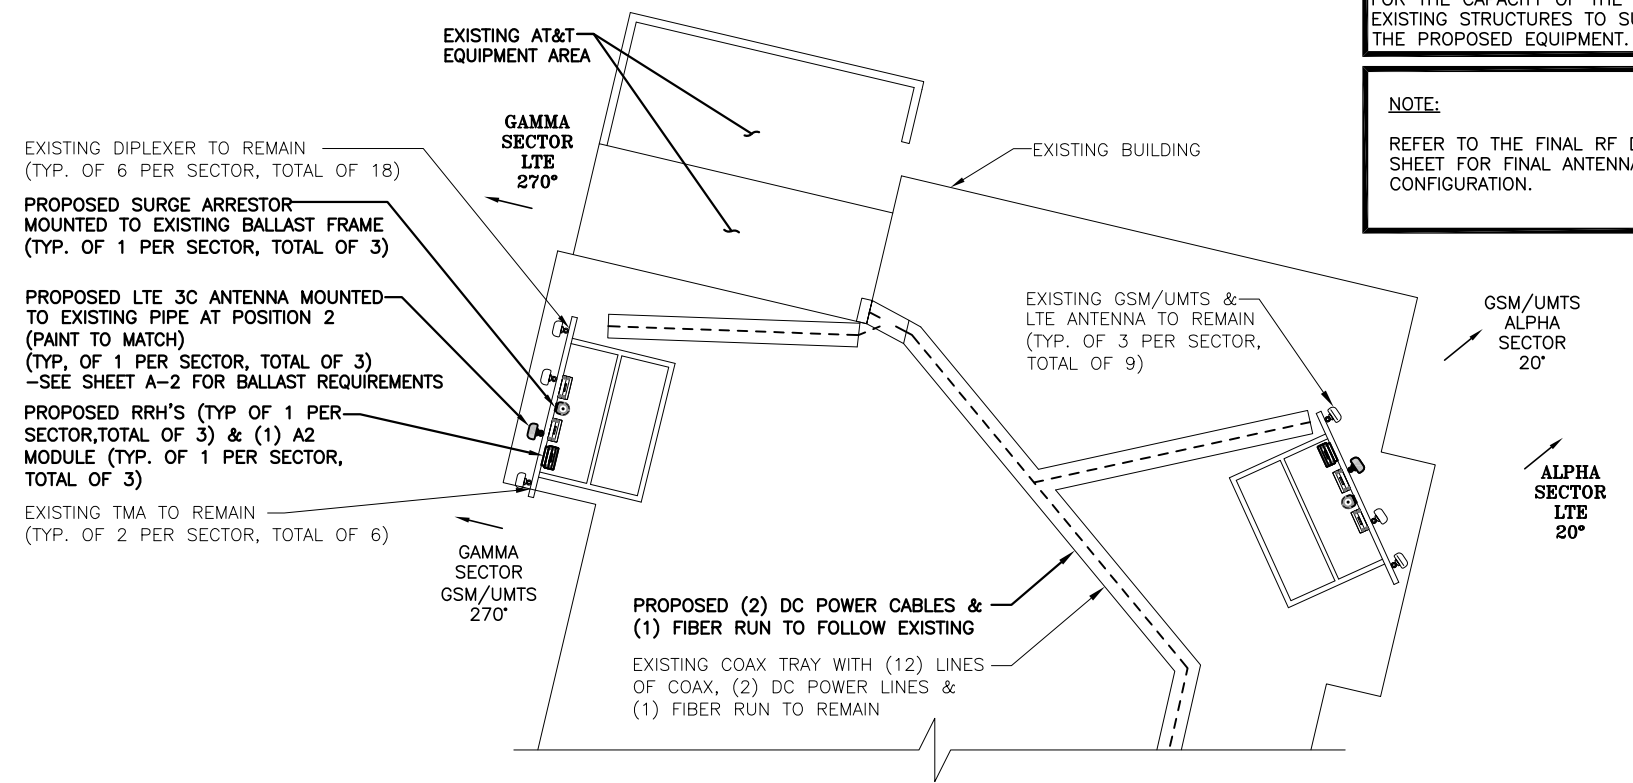 FOR THE CAPACITY OF THE
EXISTING STRUCTURES TO
THE PROPOSED EQUIPMENT.
NOTE:
REFER TO THE FINAL RF
SHEET FOR FINAL
CONFIGURATION.
EXISTING AT&T
EQUIPMENT AREA
GAMMA
SECTOR
LTE
270°
EXISTING BUILDING
EXISTING DIPLEXER TO REMAIN
(TYP. OF 6 PER SECTOR, TOTAL OF 18)
PROPOSED SURGE ARRESTOR
MOUNTED TO EXISTING BALLAST FRAME
(TYP. OF 1 PER SECTOR, TOTAL OF 3)
PROPOSED LTE 3C ANTENNA MOUNTED
TO EXISTING PIPE AT POSITION 2
(PAINT TO MATCH)
(TYP, OF 1 PER SECTOR, TOTAL OF 3)
-SEE SHEET A-2 FOR BALLAST REQUIREMENTS
PROPOSED RRH'S (TYP OF 1 PER
SECTOR,TOTAL OF 3) & (1) A2
MODULE (TYP. OF 1 PER SECTOR,
TOTAL OF 3)
EXISTING TMA TO REMAIN
(TYP. OF 2 PER SECTOR, TOTAL OF 6)
GAMMA
SECTOR
GSM/UMTS
270°
EXISTING GSM/UMTS &
LTE ANTENNA TO REMAIN
(TYP. OF 3 PER SECTOR,
TOTAL OF 9)
GSM/UMTS
ALPHA
SECTOR
20°
ALPHA
SECTOR
LTE
20°
PROPOSED (2) DC POWER CABLES &
(1) FIBER RUN TO FOLLOW EXISTING
EXISTING COAX TRAY WITH (12) LINES
OF COAX, (2) DC POWER LINES &
(1) FIBER RUN TO REMAIN